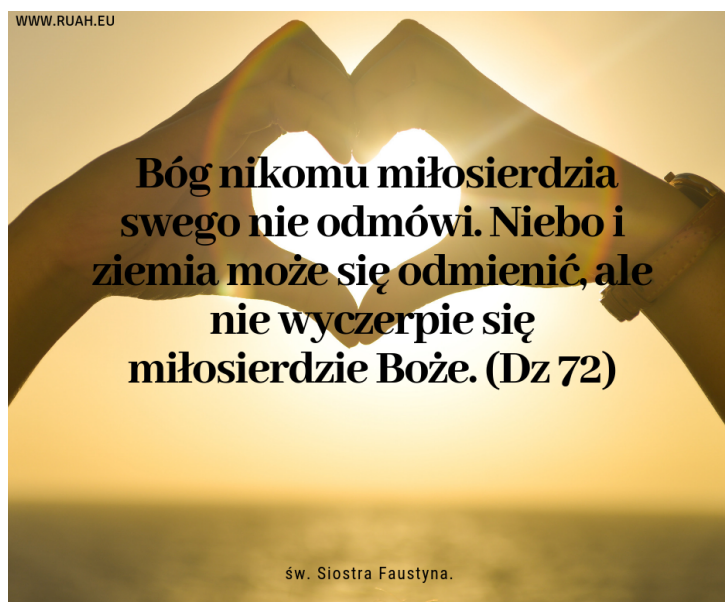 WWW.RUAH.EU
Bóg nikomu miłosierdzia
swego nie odmówi. Niebo i
ziemia może się odmienić, ale
nie wyczerpie się
miłosierdzie Boże. (Dz 72)
św. Siostra Faustyna.